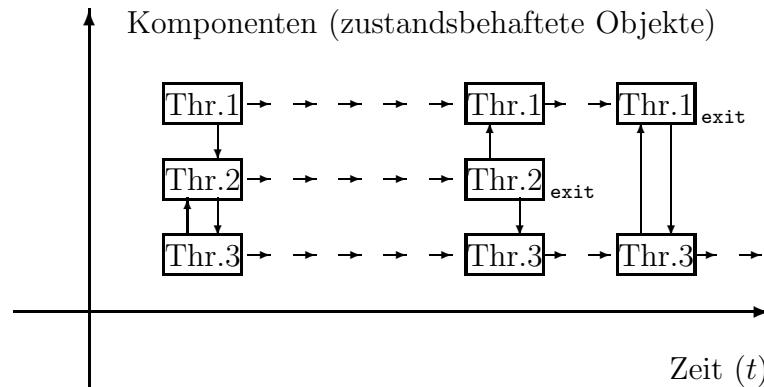 Komponenten (zustandsbehaftete Objekte)
Thr.1 Thr.1 Thr.1 exit
Thr.2 Thr.2 exit
Thr.3 Thr.3 Thr.3
Zeit (t)